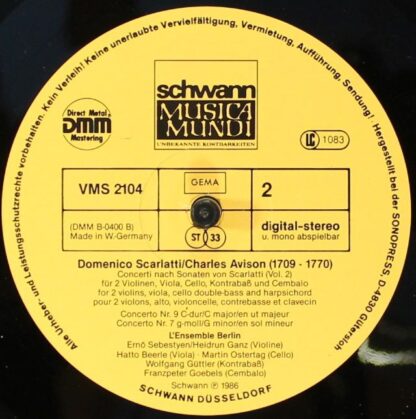 Alle Urheber- und Leistungsschutzrechte vorbehalten. Kein Verleih! Keine unerlaubte Vervielfältigung, Vermietung, Aufführung, Sendung! Hergestellt bei der SONOPRESS, D-4830 Gütersloh
schwann
MUSICA
MUNDI
UNBEKANNTE KOSTBARKEITEN
Direct Metal
DMM
Mastering
LC 1083
VMS 2104
GEMA
2
(DMM B-0400 B)
Made in W.-Germany
ST 33
digital-stereo
u. mono abspielbar
Domenico Scarlatti/Charles Avison (1709 - 1770)
Concerti nach Sonaten von Scarlatti (Vol. 2)
für 2 Violinen, Viola, Cello, Kontrabaß und Cembalo
for 2 violins, viola, cello double-bass and harpsichord
pour 2 violons, alto, violoncelle, contrebasse et clavecin
Concerto Nr. 9 C-dur/C major/en ut majeur
Concerto Nr. 7 g-moll/G minor/en sol mineur
L'Ensemble Berlin
Ernö Sebestyen/Heidrun Ganz (Violine)
Hatto Beerle (Viola) · Martin Ostertag (Cello)
Wolfgang Güttler (Kontrabaß)
Franzpeter Goebels (Cembalo)
Schwann ℗ 1986
SCHWANN DÜSSELDORF